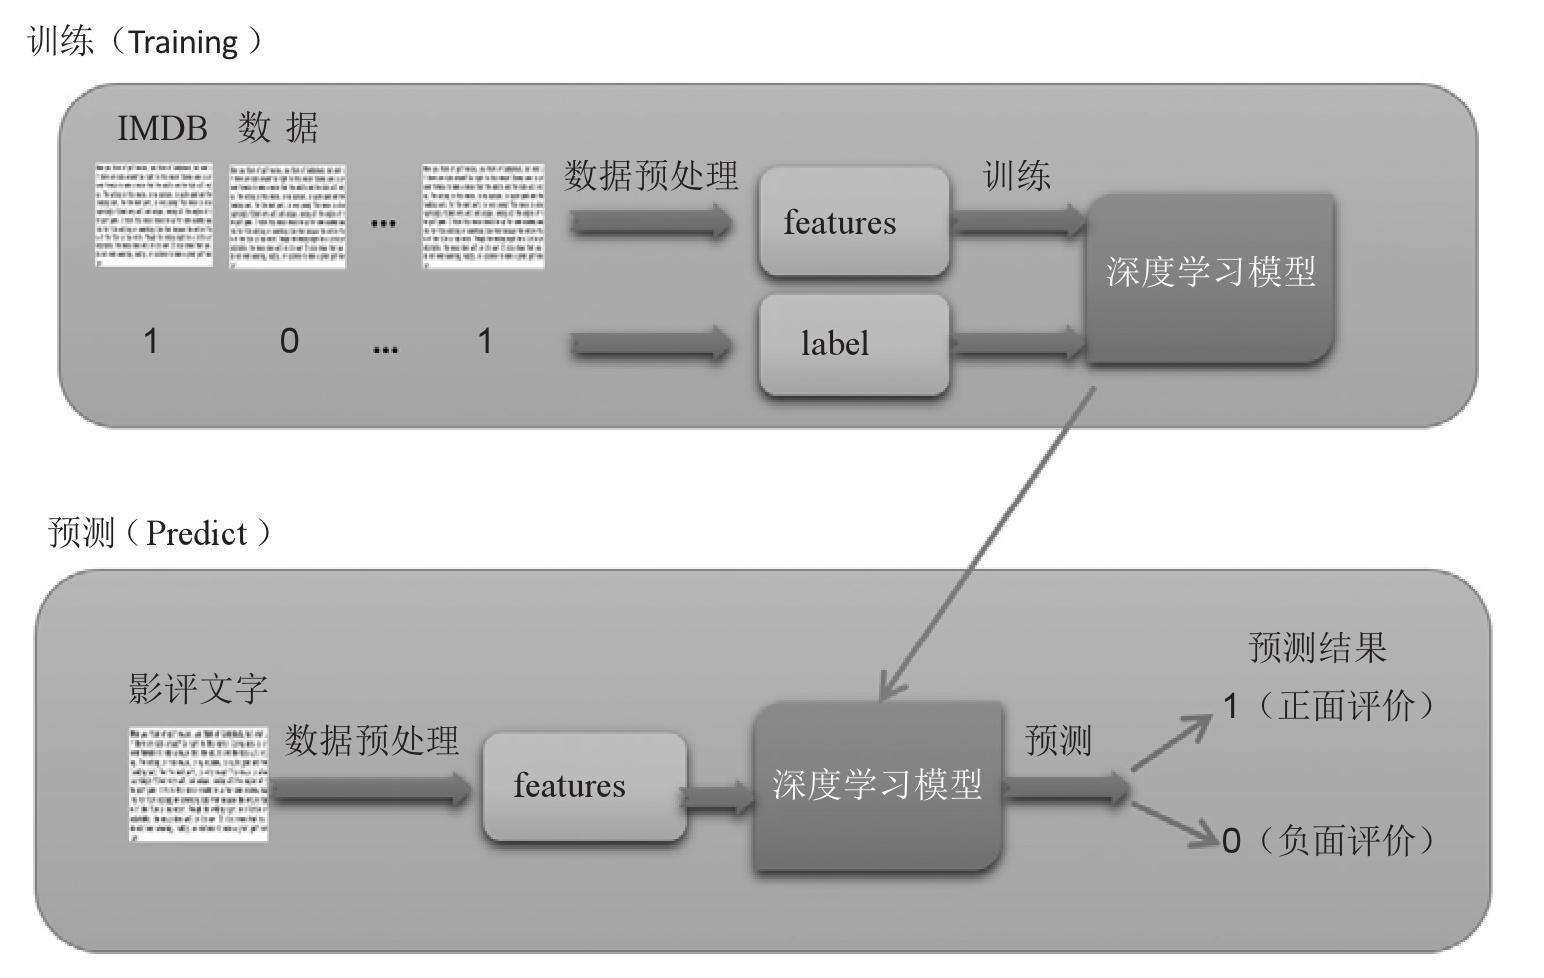 训练（Training）
IMDB 数据
数据预处理
训练
features
...
深度学习模型
1 0 ... 1
label
预测（Predict）
预测结果
影评文字
1（正面评价）
数据预处理
预测
features
深度学习模型
0（负面评价）